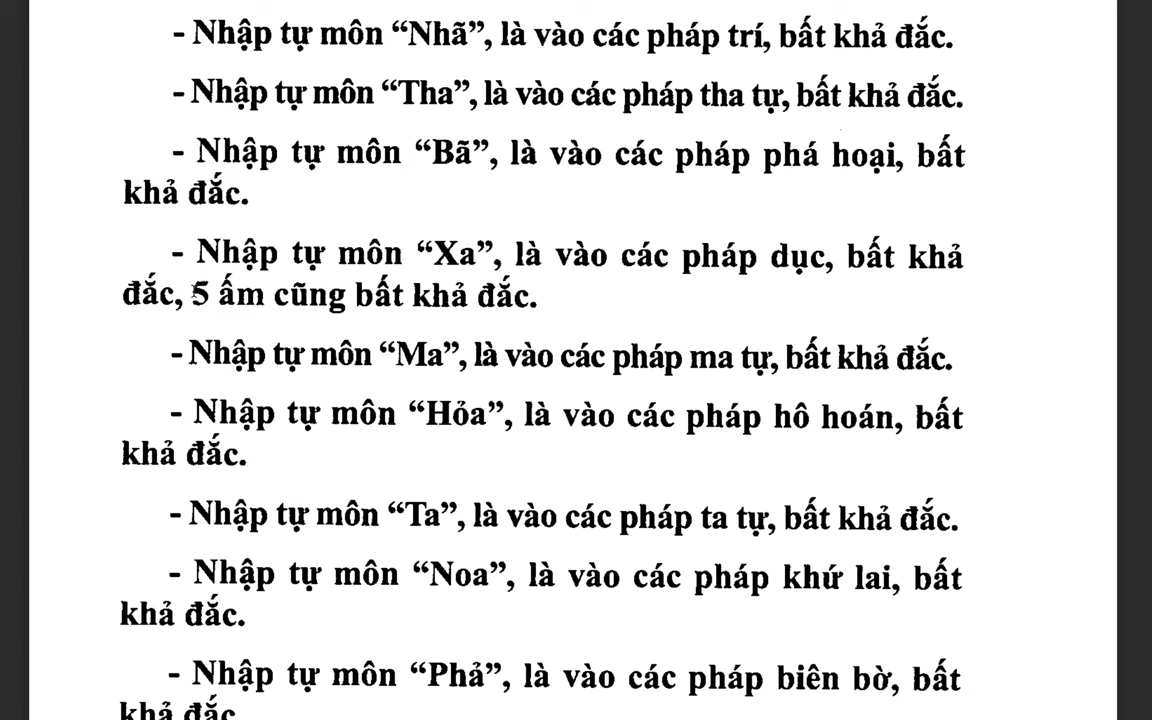 - Nhập tự môn “Nhã”, là vào các pháp trí, bất khả đắc.
- Nhập tự môn “Tha”, là vào các pháp tha tự, bất khả đắc.
- Nhập tự môn “Bã”, là vào các pháp phá hoại, bất
khả đắc.
- Nhập tự môn “Xa”, là vào các pháp dục, bất khả
đắc, 5 ấm cũng bất khả đắc.
- Nhập tự môn “Ma”, là vào các pháp ma tự, bất khả đắc.
- Nhập tự môn “Hỏa”, là vào các pháp hô hoán, bất
khả đắc.
- Nhập tự môn “Ta”, là vào các pháp ta tự, bất khả đắc.
- Nhập tự môn “Noa”, là vào các pháp khứ lai, bất
khả đắc.
- Nhập tự môn “Phả”, là vào các pháp biên bờ, bất
khả đắc